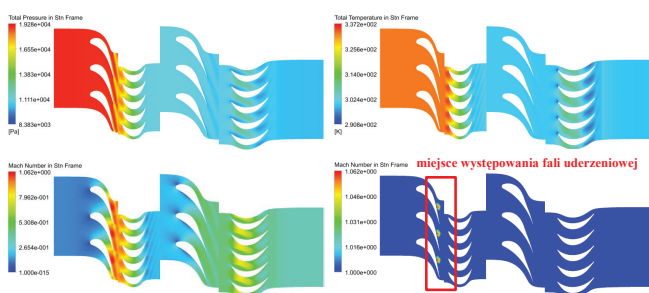 Total Pressure in Stn Frame
1.928e+004
1.655e+004
1.383e+004
1.111e+004
8.383e+003
[Pa]
Total Temperature in Stn Frame
3.372e+002
3.256e+002
3.140e+002
3.024e+002
2.908e+002
[K]
Mach Number in Stn Frame
1.062e+000
7.962e-001
5.308e-001
2.654e-001
1.000e-015
Mach Number in Stn Frame
miejsce występowania fali uderzeniowej
1.062e+000
1.046e+000
1.031e+000
1.016e+000
1.000e+000